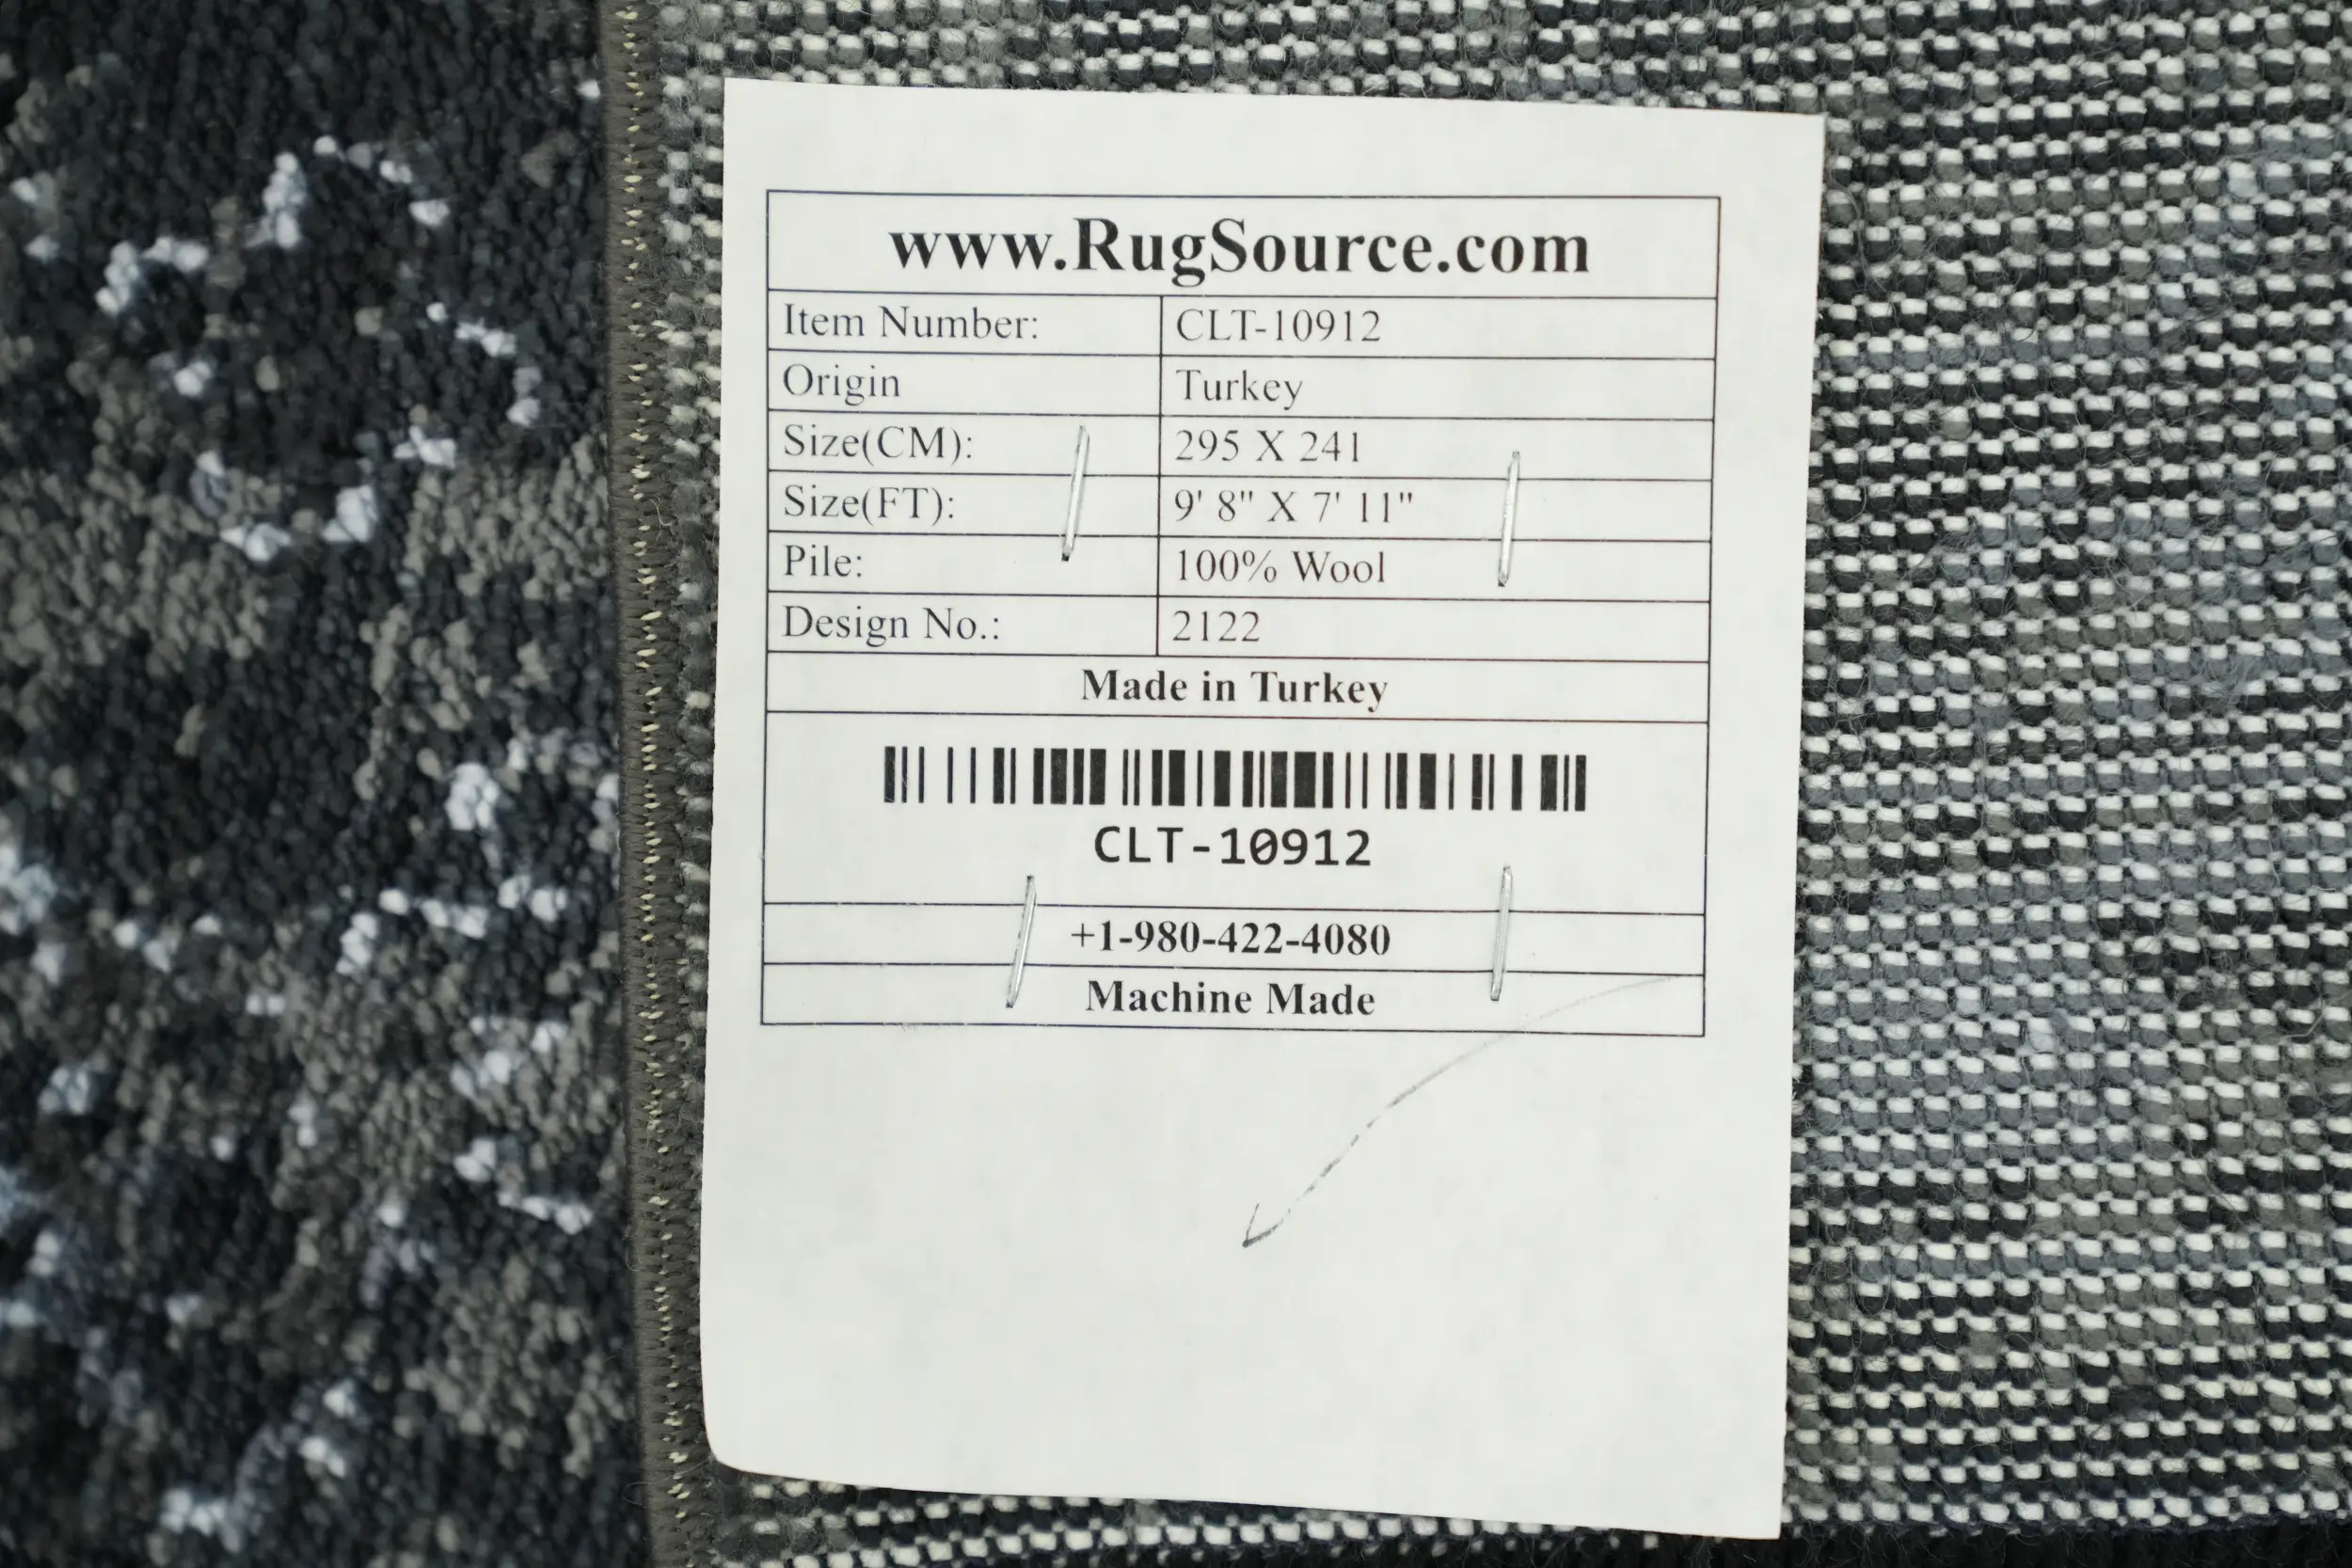 www.RugSource.com
Item Number: CLT-10912
Origin Turkey
Size(CM): 295 X 241
Size(FT): 9' 8" X 7' 11"
Pile: 100% Wool
Design No.: 2122
Made in Turkey
CLT-10912
+1-980-422-4080
Machine Made